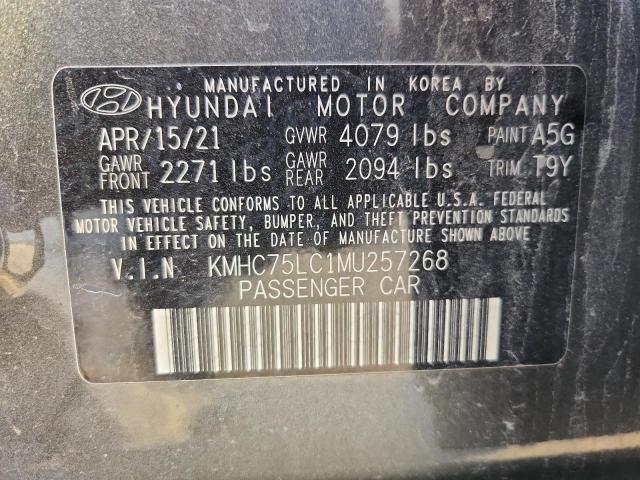 MANUFACTURED IN KOREA BY
HYUNDAI MOTOR COMPANY
APR/15/21 GVWR 4079 lbs PAINT A5G
GAWR FRONT 2271 lbs GAWR REAR 2094 lbs TRIM T9Y
THIS VEHICLE CONFORMS TO ALL APPLICABLE U.S.A. FEDERAL
MOTOR VEHICLE SAFETY, BUMPER, AND THEFT PREVENTION STANDARDS
IN EFFECT ON THE DATE OF MANUFACTURE SHOWN ABOVE.
V.I.N KMHC75LC1MU257268
PASSENGER CAR